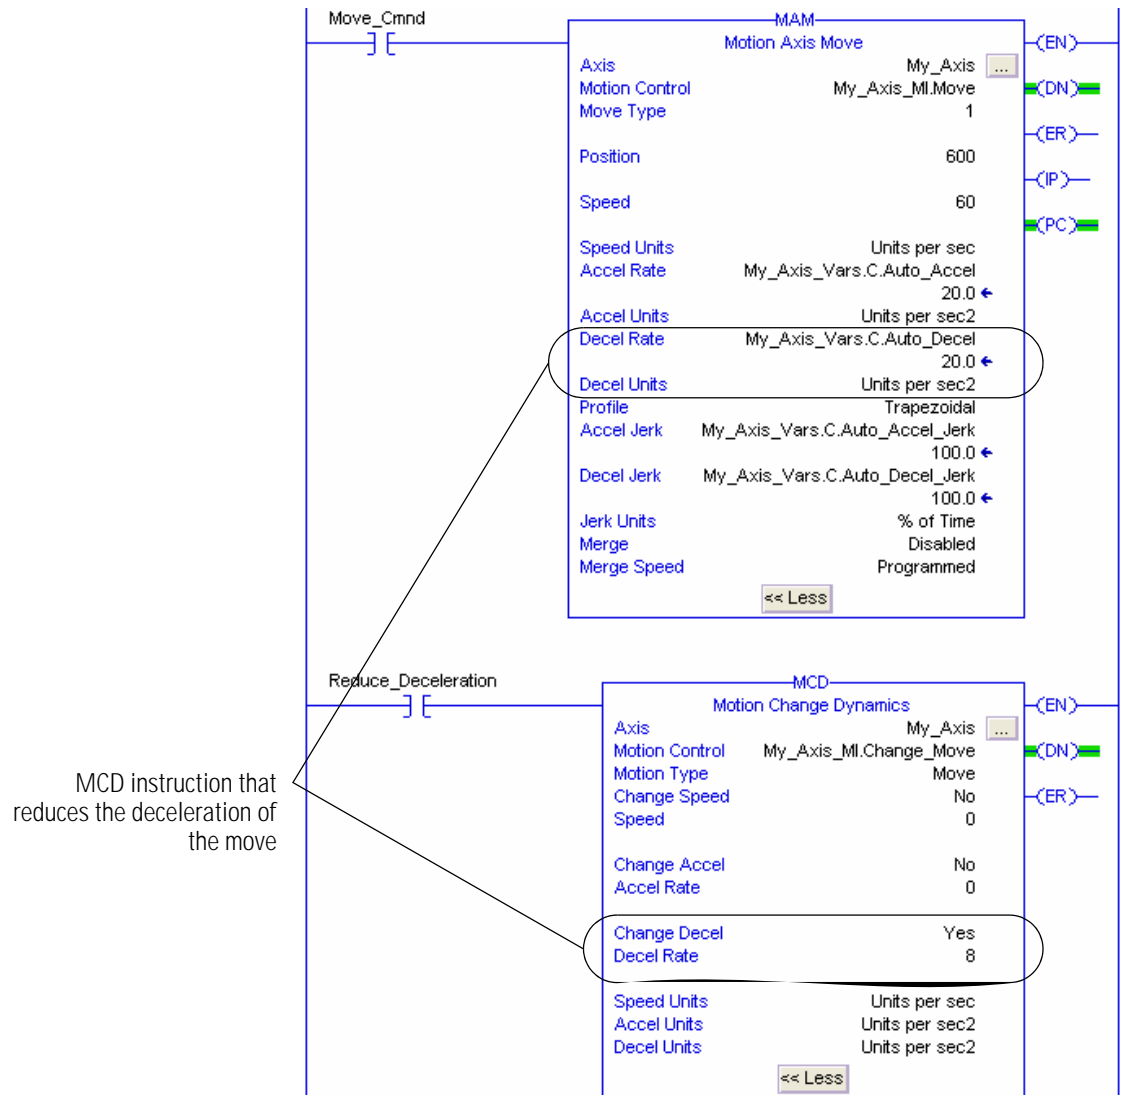 Move_Cmnd
MAM
Motion Axis Move
(EN)
Axis My_Axis ...
Motion Control My_Axis_MI.Move (DN)
Move Type 1
(ER)
Position 600
(IP)
Speed 60
(PC)
Speed Units Units per sec
Accel Rate My_Axis_Vars.C.Auto_Accel
20.0
Accel Units Units per sec2
Decel Rate My_Axis_Vars.C.Auto_Decel
20.0
Decel Units Units per sec2
Profile Trapezoidal
Accel Jerk My_Axis_Vars.C.Auto_Accel_Jerk
100.0
Decel Jerk My_Axis_Vars.C.Auto_Decel_Jerk
100.0
Jerk Units % of Time
Merge Disabled
Merge Speed Programmed
<< Less
Reduce_Deceleration
MCD
Motion Change Dynamics
(EN)
Axis My_Axis ...
Motion Control My_Axis_MI.Change_Move (DN)
Motion Type Move
Change Speed No (ER)
Speed 0
Change Accel No
Accel Rate 0
Change Decel Yes
Decel Rate 8
Speed Units Units per sec
Accel Units Units per sec2
Decel Units Units per sec2
<< Less
MCD instruction that
reduces the deceleration of
the move